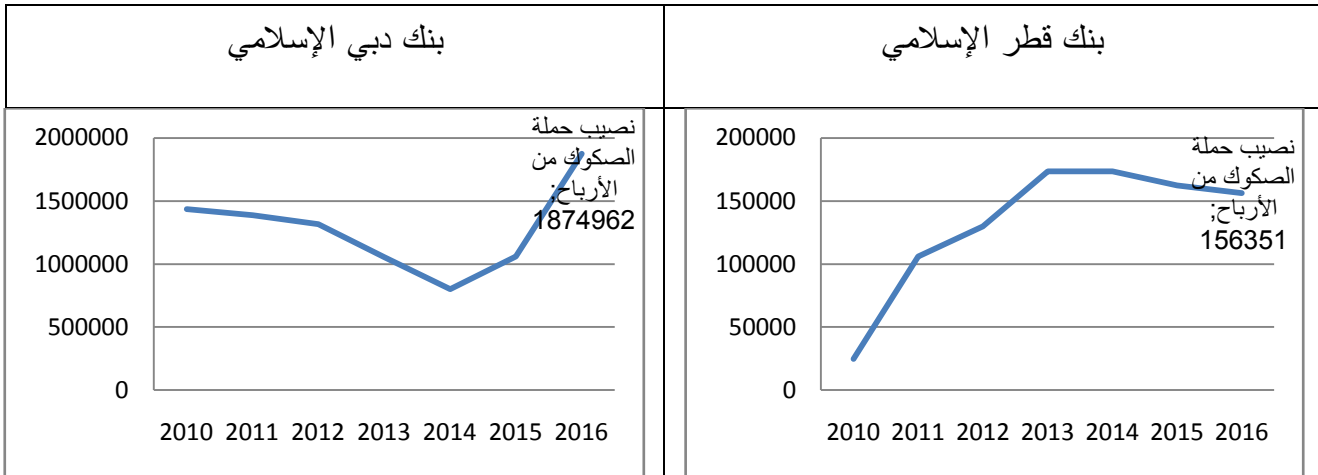 بنك قطر الإسلامي
بنك دبي الإسلامي
نصيب حملة
الصكوك من
الأرباح;
156351
200000
150000
100000
50000
0
2010 2011 2012 2013 2014 2015 2016
نصيب حملة
الصكوك من
الأرباح;
1874962
2000000
1500000
1000000
500000
0
2010 2011 2012 2013 2014 2015 2016